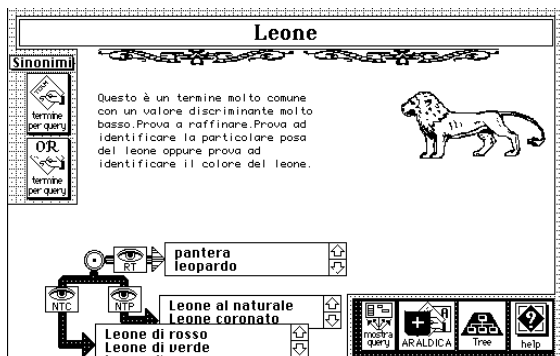 Leone
Sinonimi
TERM
termine
per query
OR
termine
per query
Questo è un termine molto comune
con un valore discriminante molto
basso.Prova a raffinare.Prova ad
identificare la particolare posa
del leone oppure prova ad
identificare il colore del leone.
RT
pantera
leopardo
NTC
NTP
Leone al naturale
Leone coronato
Leone di rosso
Leone di verde
mostra
query
ARALDICA
Tree
help